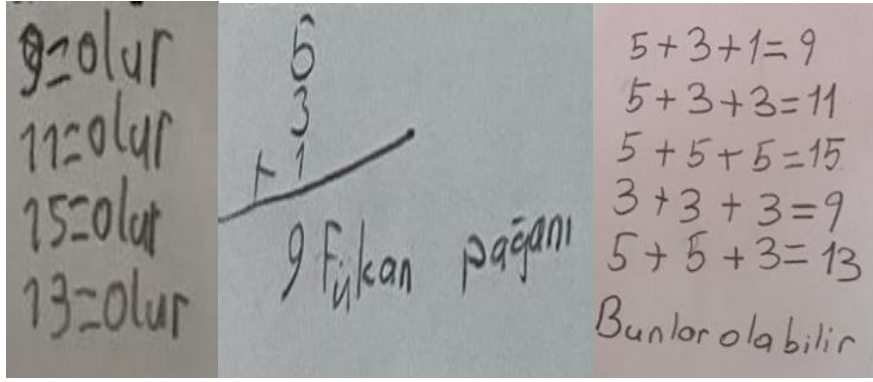 9=olur
11=olur
15=olur
13=olur
5
3
+ 1
9 Fukan pağanı
5+3+1=9
5+3+3=11
5+5+5=15
3+3+3=9
5+5+3=13
Bunlar olabilir